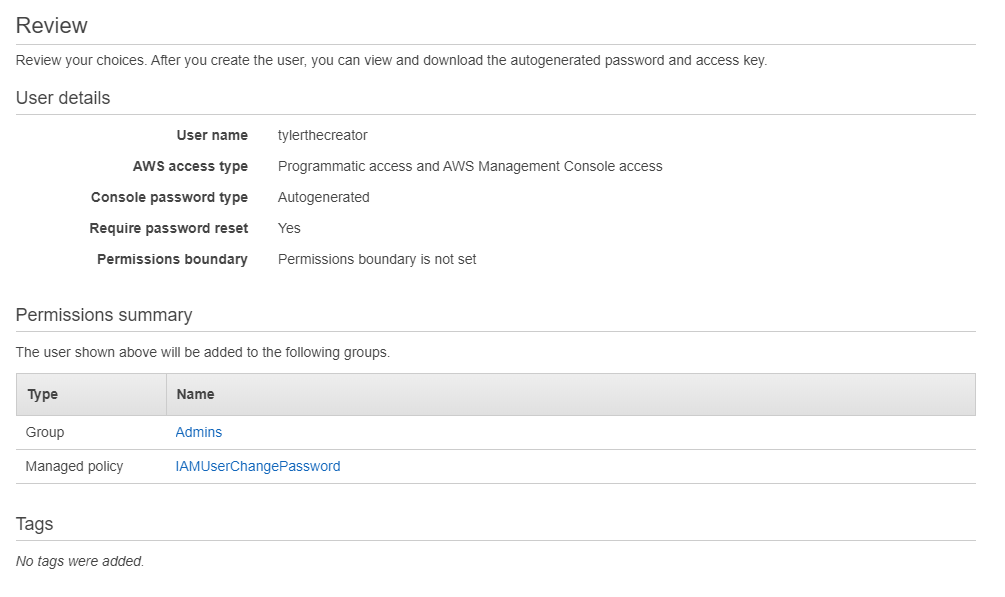 Review
Review your choices. After you create the user, you can view and download the autogenerated password and access key.
User details
User name tylerthecreator
AWS access type Programmatic access and AWS Management Console access
Console password type Autogenerated
Require password reset Yes
Permissions boundary Permissions boundary is not set
Permissions summary
The user shown above will be added to the following groups.
Type Name
Group Admins
Managed policy IAMUserChangePassword
Tags
No tags were added.